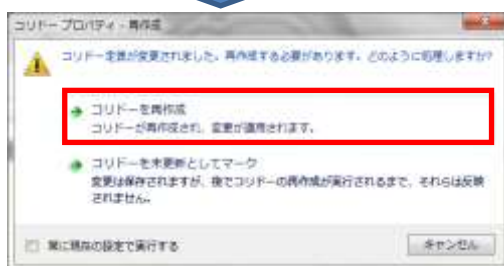 コリドー プロパティ - 再作成
コリドー定義が変更されました。再作成する必要があります。どのように処理しますか?
コリドーを再作成
コリドーが再作成され、変更が適用されます。
コリドーを未更新としてマーク
変更は保存されますが、後でコリドーの再作成が実行されるまで、それらは反映
されません。
常に現在の設定で実行する
キャンセル